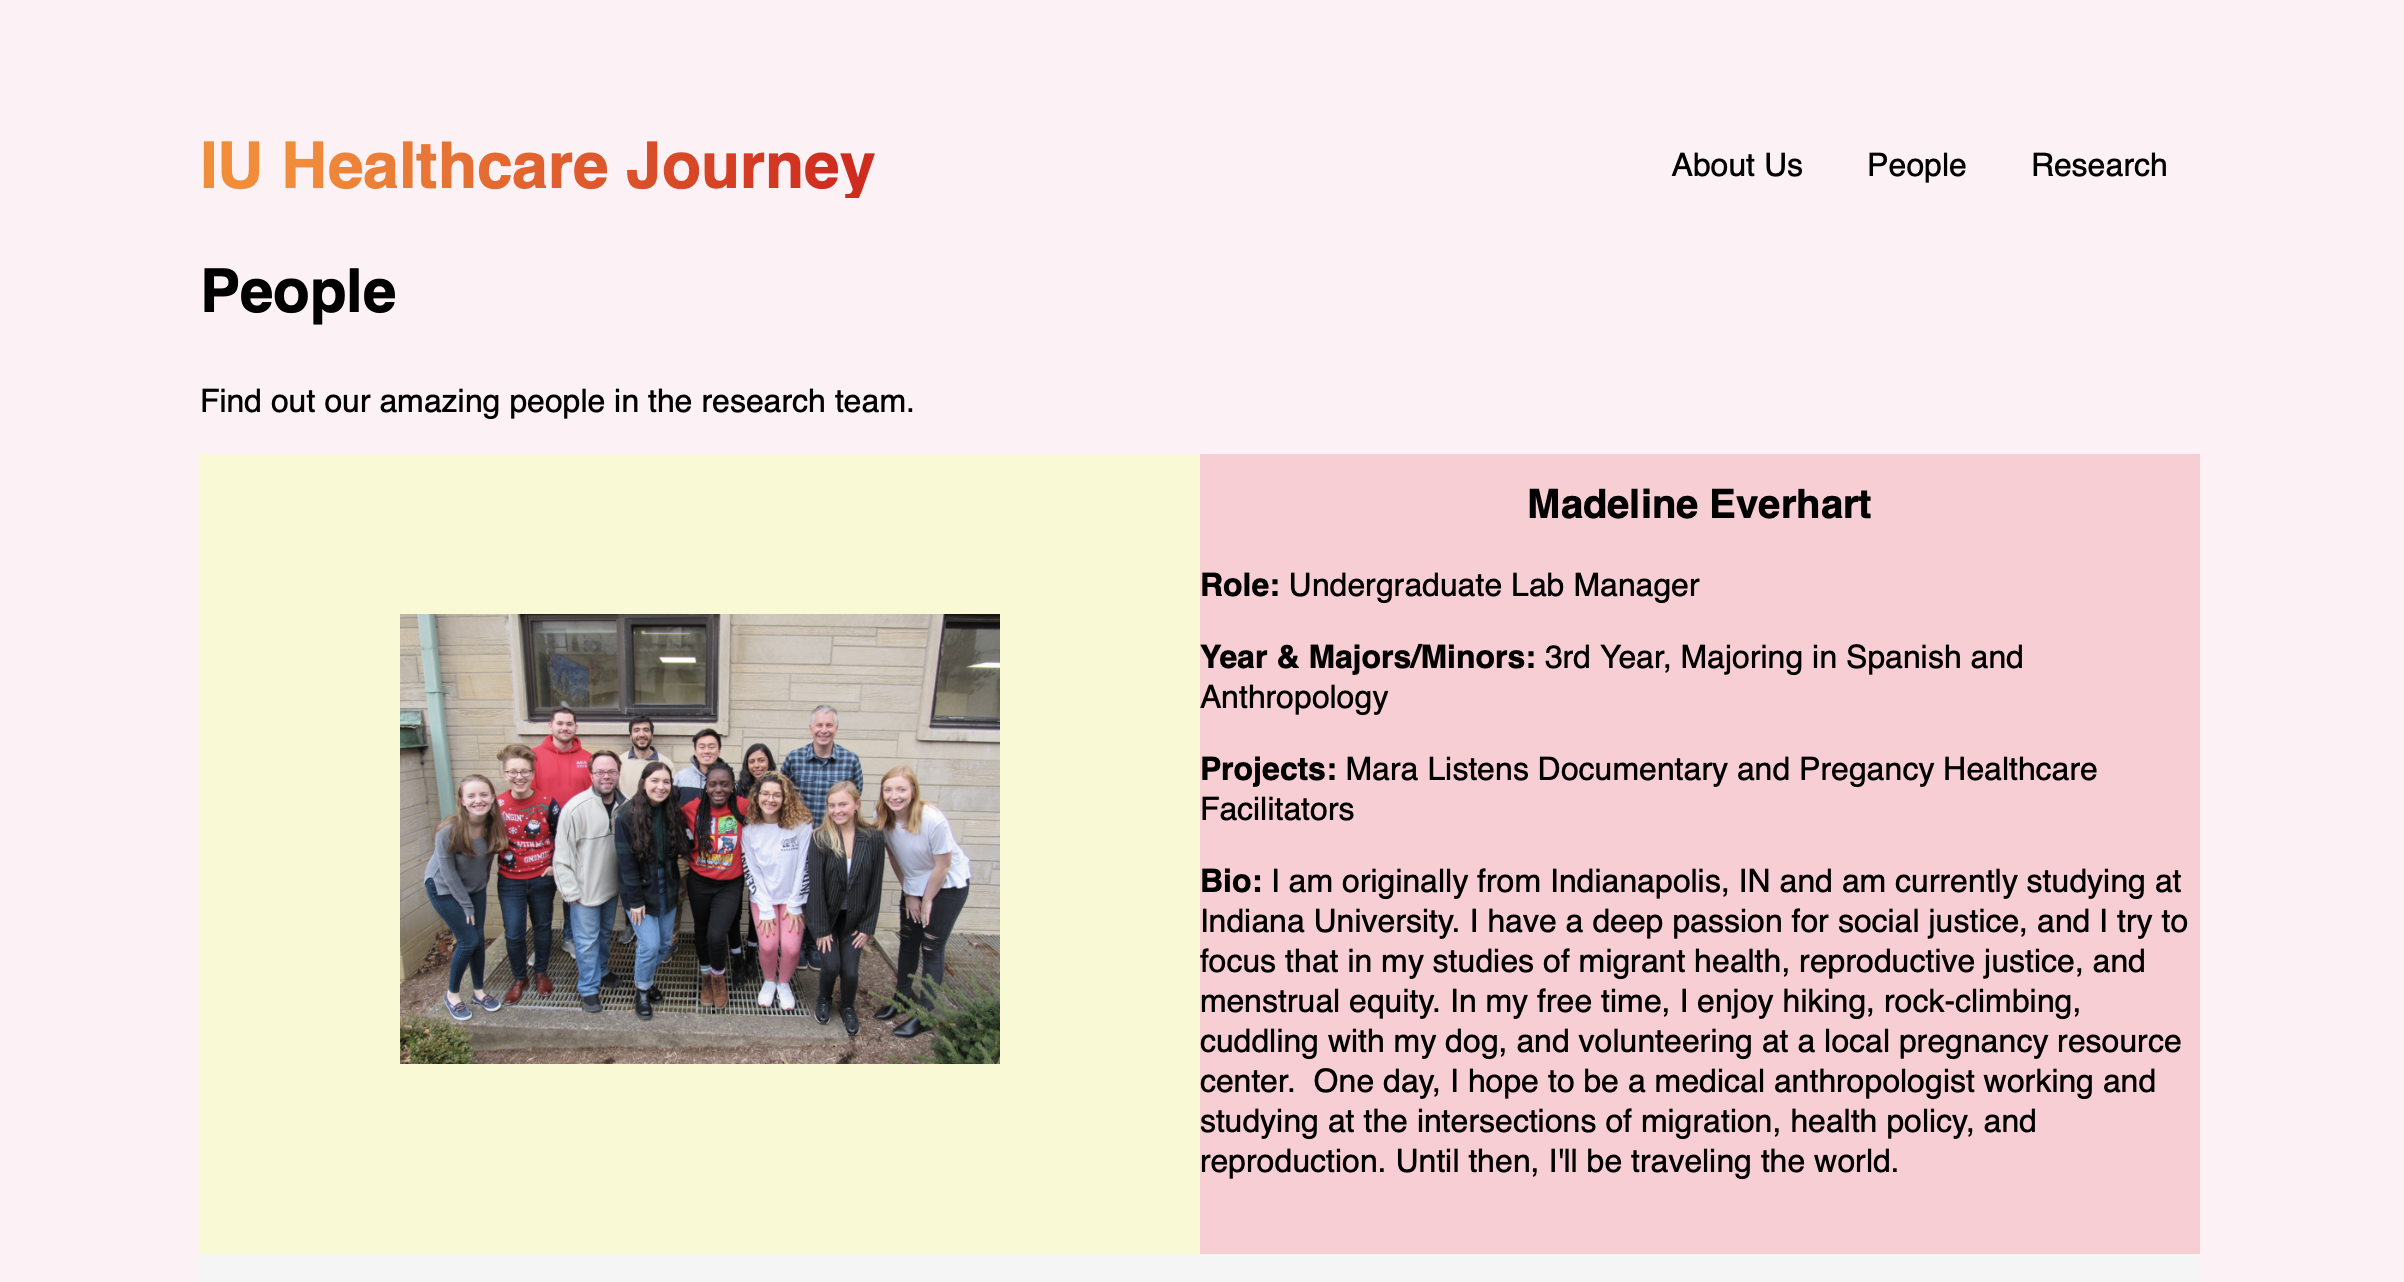 IU Healthcare Journey
About Us People Research
People
Find out our amazing people in the research team.
Madeline Everhart
Role: Undergraduate Lab Manager
Year & Majors/Minors: 3rd Year, Majoring in Spanish and
Anthropology
Projects: Mara Listens Documentary and Pregancy Healthcare
Facilitators
Bio: I am originally from Indianapolis, IN and am currently studying at
Indiana University. I have a deep passion for social justice, and I try to
focus that in my studies of migrant health, reproductive justice, and
menstrual equity. In my free time, I enjoy hiking, rock-climbing,
cuddling with my dog, and volunteering at a local pregnancy resource
center.  One day, I hope to be a medical anthropologist working and
studying at the intersections of migration, health policy, and
reproduction. Until then, I'll be traveling the world.